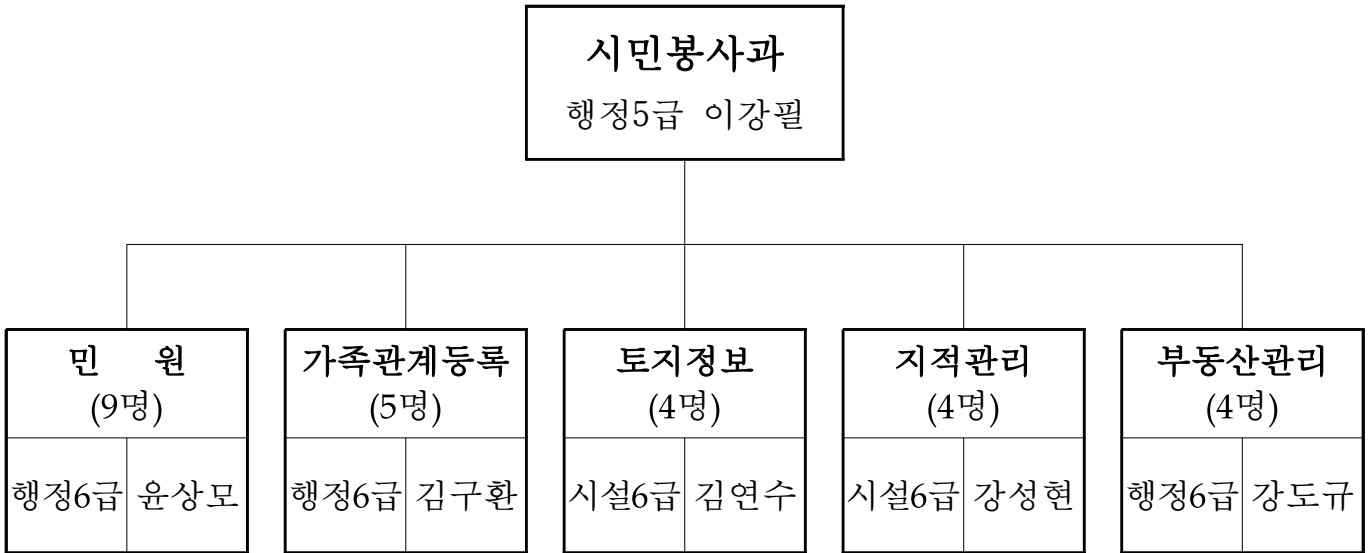 시민봉사과
행정5급 이강필
민 원
(9명)
행정6급 윤상모
가족관계등록
(5명)
행정6급 김구환
토지정보
(4명)
시설6급 김연수
지적관리
(4명)
시설6급 강성현
부동산관리
(4명)
행정6급 강도규